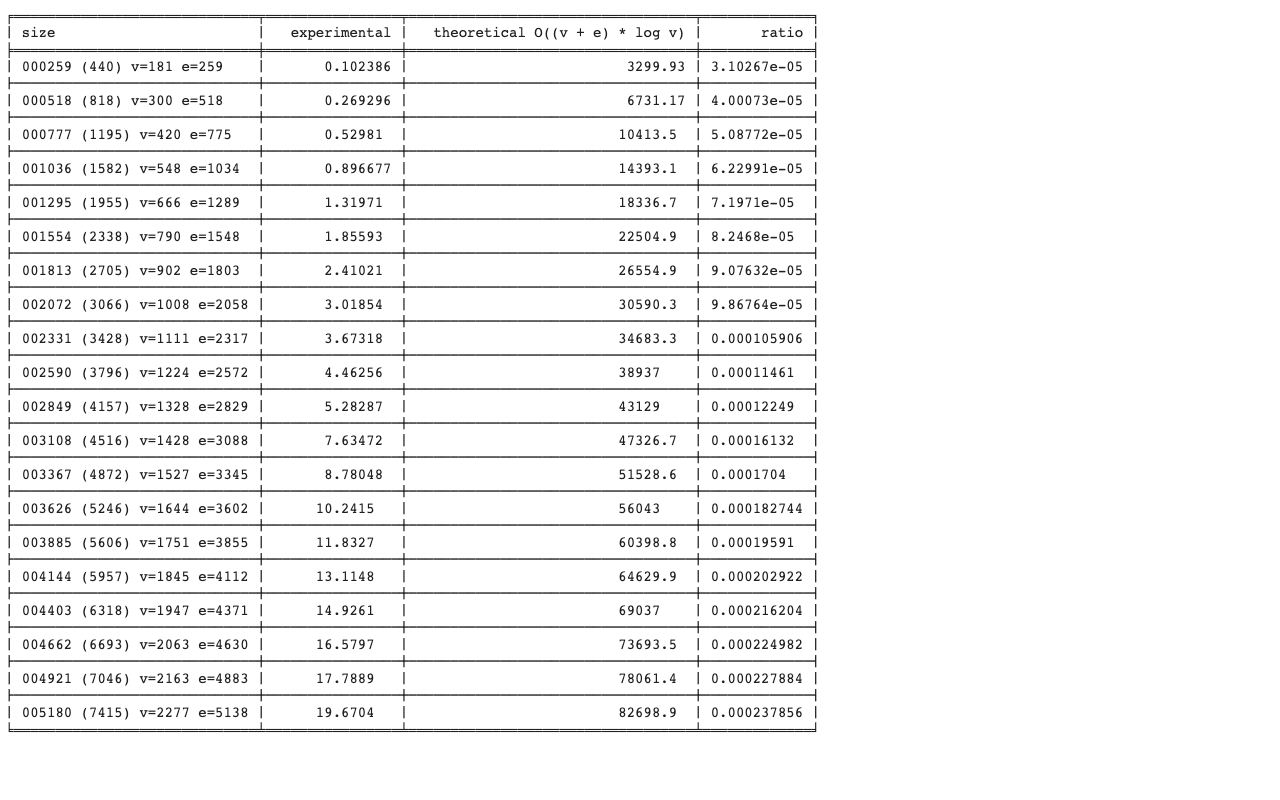 size experimental theoretical O((v + e) * log v) ratio
000259 (440) v=181 e=259 0.102386 3299.93 3.10267e-05
000518 (818) v=300 e=518 0.269296 6731.17 4.00073e-05
000777 (1195) v=420 e=775 0.52981 10413.5 5.08772e-05
001036 (1582) v=548 e=1034 0.896677 14393.1 6.22991e-05
001295 (1955) v=666 e=1289 1.31971 18336.7 7.1971e-05
001554 (2338) v=790 e=1548 1.85593 22504.9 8.2468e-05
001813 (2705) v=902 e=1803 2.41021 26554.9 9.07632e-05
002072 (3066) v=1008 e=2058 3.01854 30590.3 9.86764e-05
002331 (3428) v=1111 e=2317 3.67318 34683.3 0.000105906
002590 (3796) v=1224 e=2572 4.46256 38937 0.00011461
002849 (4157) v=1328 e=2829 5.28287 43129 0.00012249
003108 (4516) v=1428 e=3088 7.63472 47326.7 0.00016132
003367 (4872) v=1527 e=3345 8.78048 51528.6 0.0001704
003626 (5246) v=1644 e=3602 10.2415 56043 0.000182744
003885 (5606) v=1751 e=3855 11.8327 60398.8 0.00019591
004144 (5957) v=1845 e=4112 13.1148 64629.9 0.000202922
004403 (6318) v=1947 e=4371 14.9261 69037 0.000216204
004662 (6693) v=2063 e=4630 16.5797 73693.5 0.000224982
004921 (7046) v=2163 e=4883 17.7889 78061.4 0.000227884
005180 (7415) v=2277 e=5138 19.6704 82698.9 0.000237856